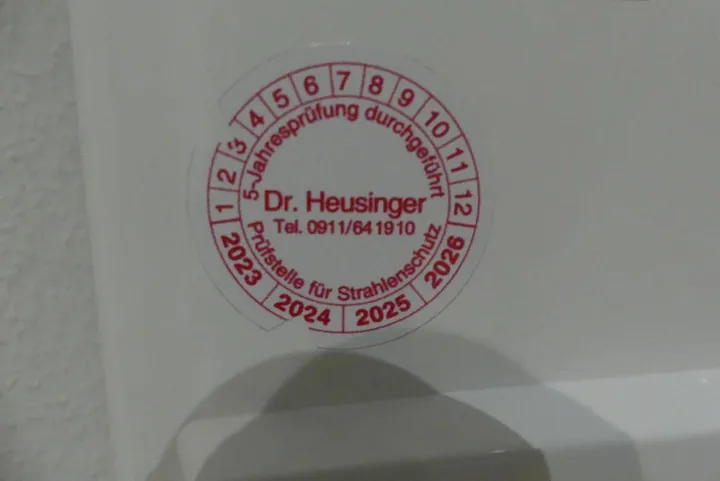 1 2 3 4 5 6 7 8 9 10 11 12
5-Jahresprüfung durchgeführt
Dr. Heusinger
Tel. 0911/641910
Prüfstelle für Strahlenschutz
2023 2024 2025 2026